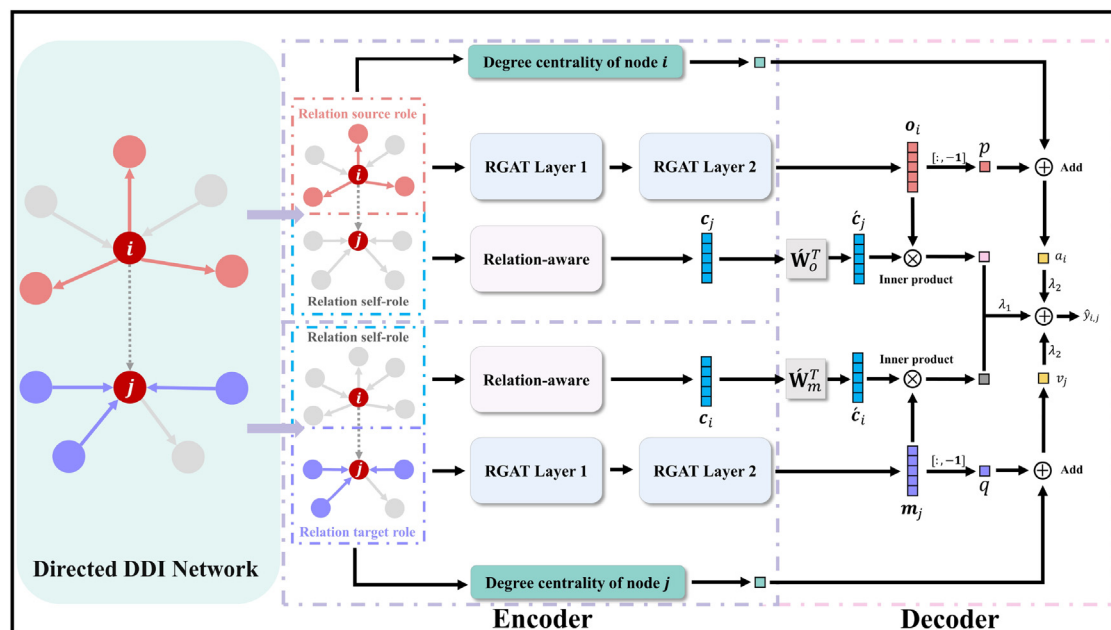 Degree centrality of node i
Relation source role
i
RGAT Layer 1
RGAT Layer 2
o_i
[:,−1]
p
Add
j
Relation self-role
Relation-aware
c_j
Ẃ_o^T
ć_j
Inner product
a_i
λ_2
λ_1
ŷ_{i,j}
λ_2
i
j
Relation self-role
i
Relation-aware
c_i
Ẃ_m^T
ć_i
Inner product
v_j
j
Relation target role
RGAT Layer 1
RGAT Layer 2
m_j
[:,−1]
q
Add
Directed DDI Network
Degree centrality of node j
Encoder
Decoder